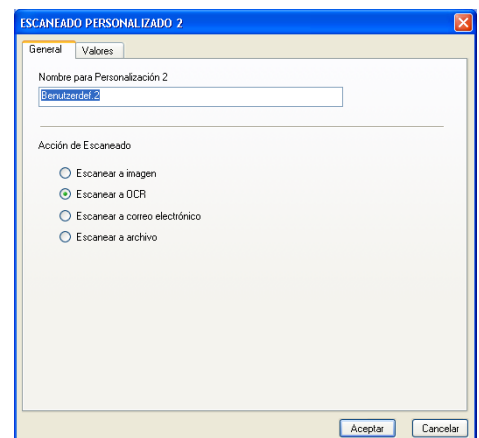 ESCANEADO PERSONALIZADO 2
General Valores
Nombre para Personalización 2
Benutzerdef.2
Acción de Escaneado
Escanear a imagen
Escanear a OCR
Escanear a correo electrónico
Escanear a archivo
Aceptar Cancelar